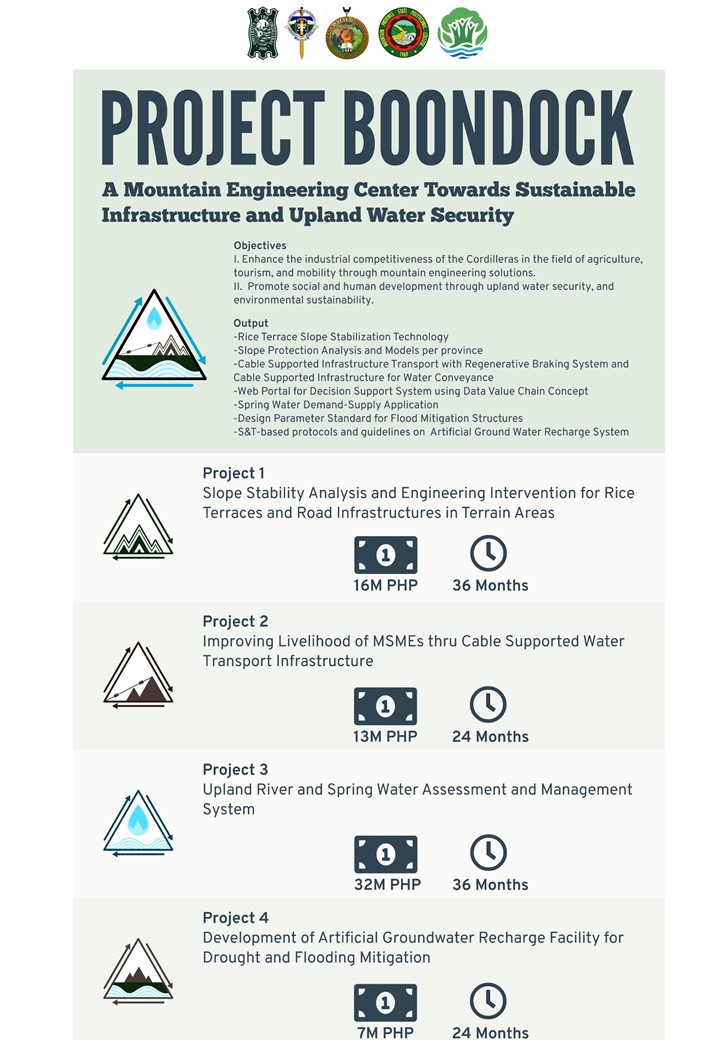 PROJECT BOONDOCK
A Mountain Engineering Center Towards Sustainable
Infrastructure and Upland Water Security
Objectives
I. Enhance the industrial competitiveness of the Cordilleras in the field of agriculture,
tourism, and mobility through mountain engineering solutions.
II.  Promote social and human development through upland water security, and
environmental sustainability.
Output
-Rice Terrace Slope Stabilization Technology
-Slope Protection Analysis and Models per province
-Cable Supported Infrastructure Transport with Regenerative Braking System and
Cable Supported Infrastructure for Water Conveyance
-Web Portal for Decision Support System using Data Value Chain Concept
-Spring Water Demand-Supply Application
-Design Parameter Standard for Flood Mitigation Structures
-S&T-based protocols and guidelines on  Artificial Ground Water Recharge System
Project 1
Slope Stability Analysis and Engineering Intervention for Rice
Terraces and Road Infrastructures in Terrain Areas
1
16M PHP 36 Months
Project 2
Improving Livelihood of MSMEs thru Cable Supported Water
Transport Infrastructure
1
13M PHP 24 Months
Project 3
Upland River and Spring Water Assessment and Management
System
1
32M PHP 36 Months
Project 4
Development of Artificial Groundwater Recharge Facility for
Drought and Flooding Mitigation
1
7M PHP 24 Months